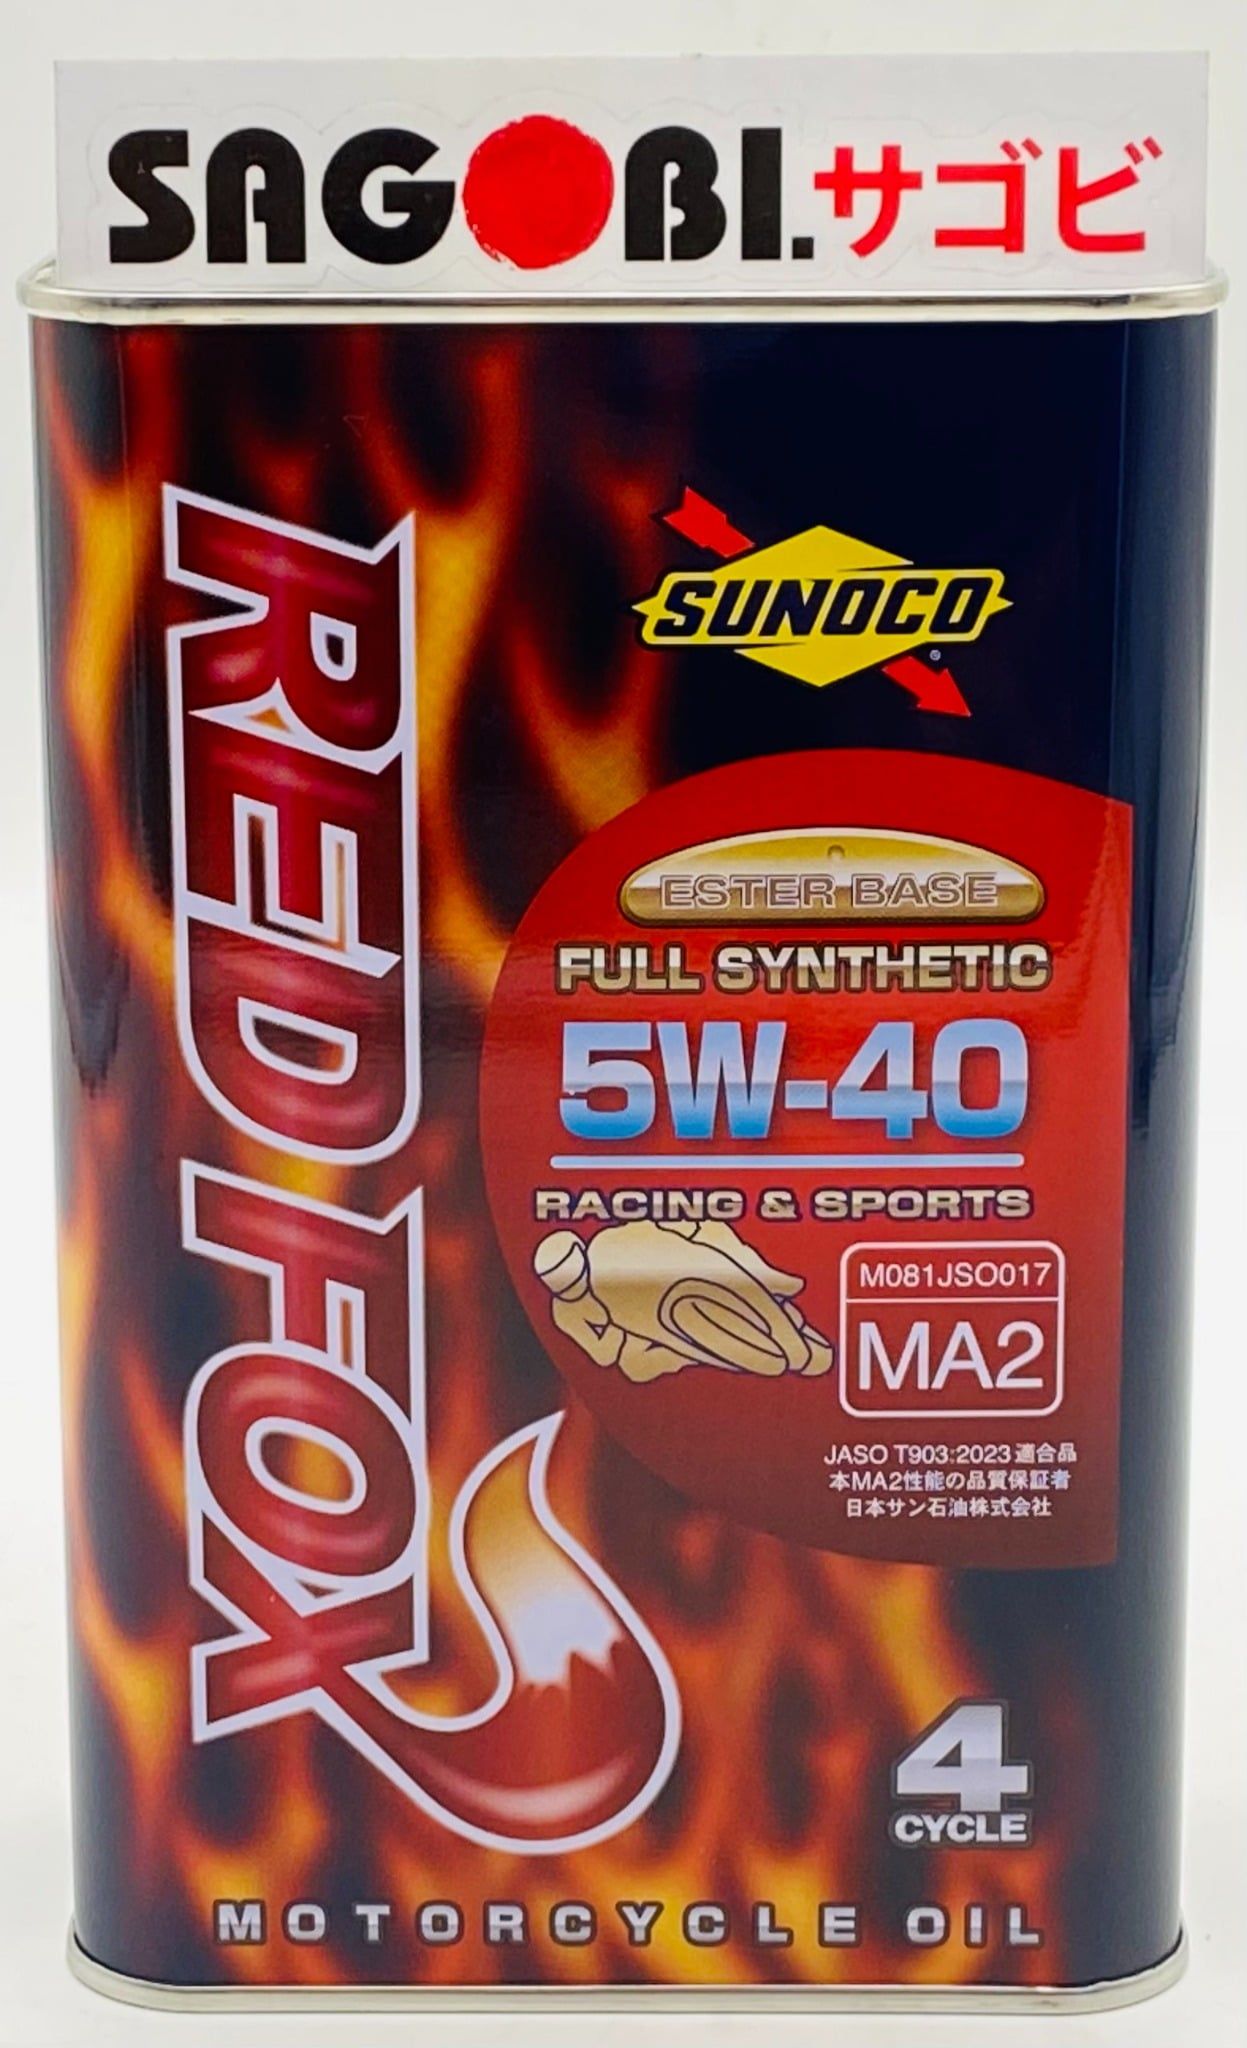 SAGOBI.サゴビ
SUNOCO
®
RED FOX
ESTER BASE
FULL SYNTHETIC
5W-40
RACING & SPORTS
M081JSO017
MA2
JASO T903:2023適合品
本MA2性能の品質保証者
日本サン石油株式会社
4
CYCLE
MOTORCYCLE OIL